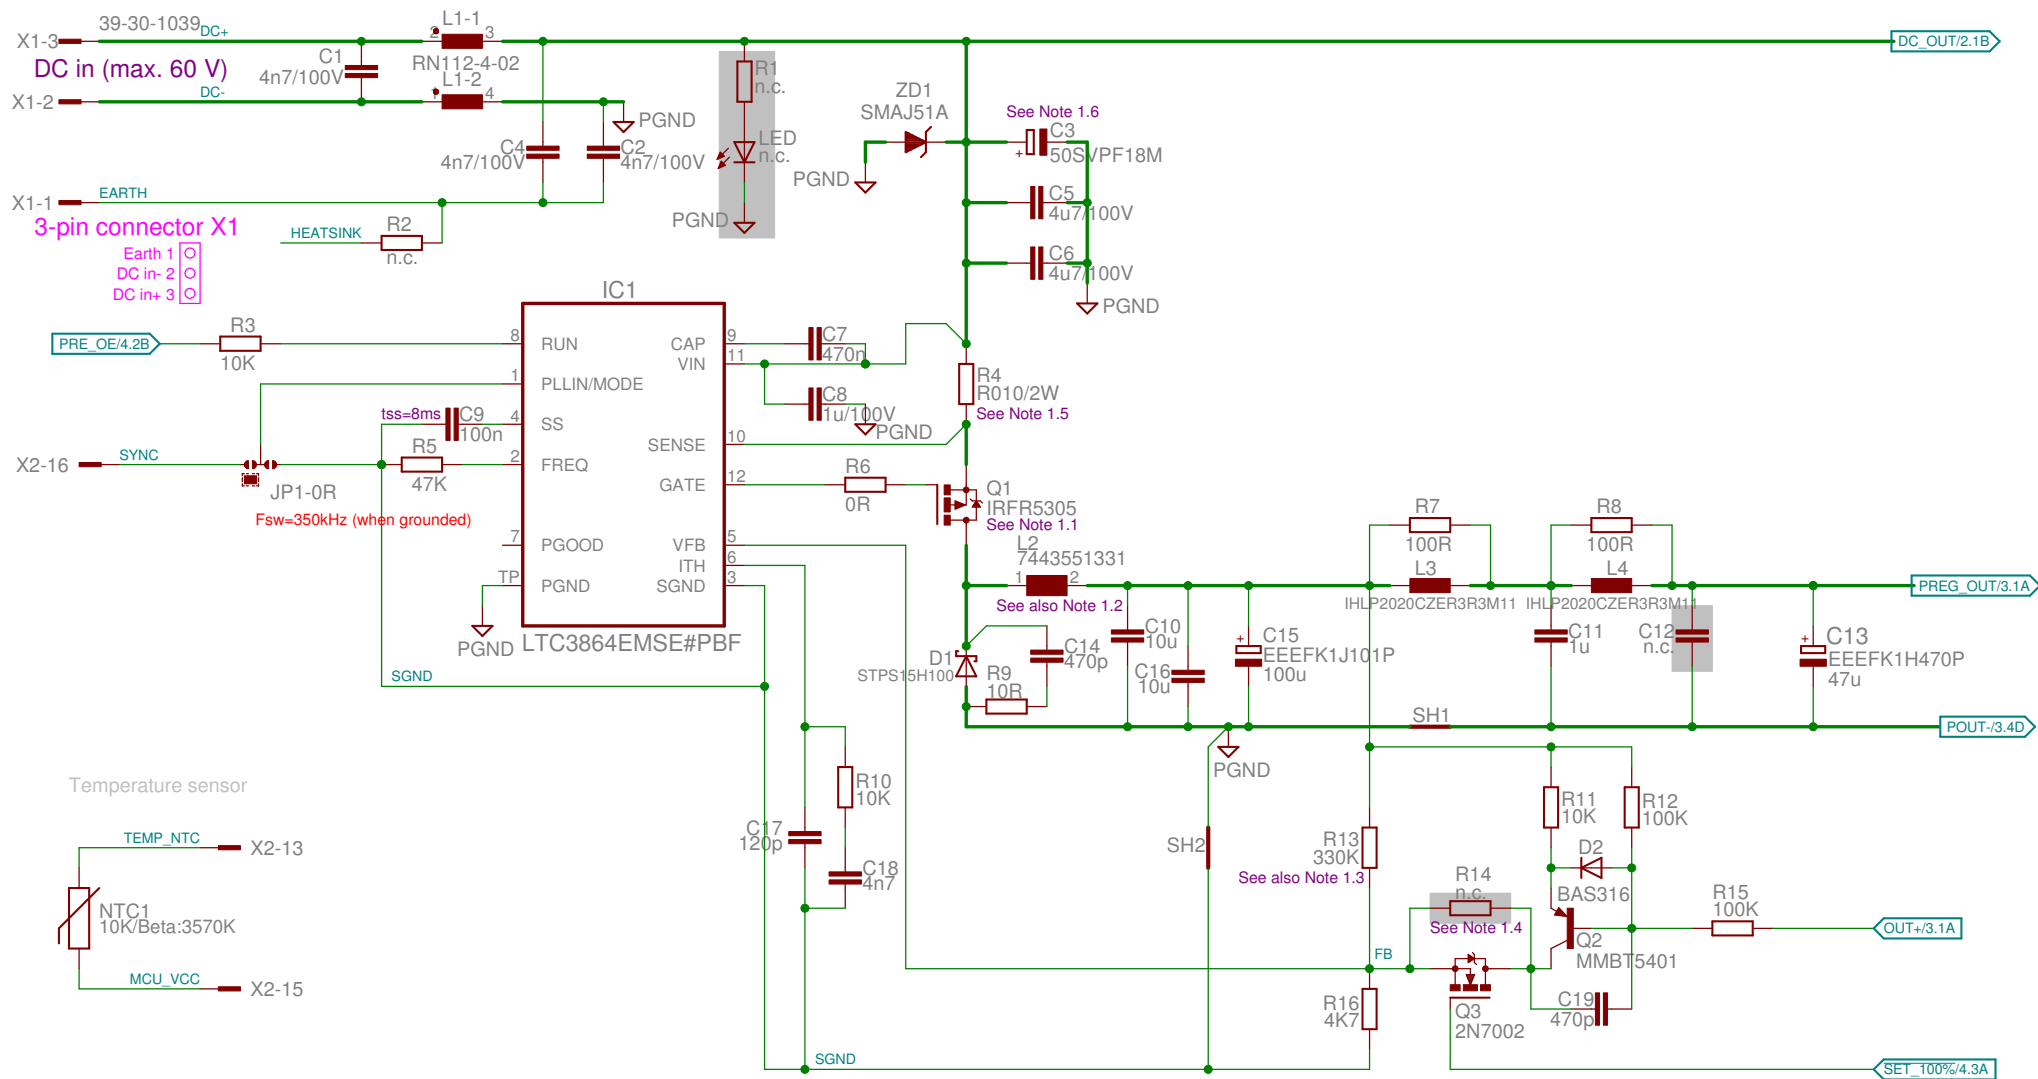 39-30-1039
DC+
L1-1
2
3
X1-3
DC_OUT/2.1B
DC in (max. 60 V)
C1
4n7/100V
RN112-4-02
L1-2
4
DC-
X1-2
PGND
R1
n.c.
LED
n.c.
PGND
ZD1
SMAJ51A
PGND
See Note 1.6
C3
+
50SVPF18M
C4
4n7/100V
C2
4n7/100V
C5
4u7/100V
C6
4u7/100V
PGND
X1-1
EARTH
3-pin connector X1
R2
HEATSINK
n.c.
Earth 1
DC in- 2
DC in+ 3
IC1
PRE_OE/4.2B
R3
10K
8
RUN
1
PLLIN/MODE
4
SS
2
FREQ
7
PGOOD
TP
PGND
CAP
9
VIN
11
SENSE
10
GATE
12
VFB
5
ITH
6
SGND
3
LTC3864EMSE#PBF
C7
470n
C8
1u/100V
PGND
R4
R010/2W
See Note 1.5
tss=8ms
C9
100n
R5
47K
X2-16
SYNC
JP1-0R
Fsw=350kHz (when grounded)
PGND
SGND
R6
0R
Q1
IRFR5305
See Note 1.1
L2
7443551331
1
2
See also Note 1.2
R7
100R
R8
100R
L3
IHLP2020CZER3R3M11
L4
IHLP2020CZER3R3M11
PREG_OUT/3.1A
D1
STPS15H100
C14
470p
R9
10R
C10
10u
C16
10u
C15
+
EEEFK1J101P
100u
C11
1u
C12
n.c.
C13
+
EEEFK1H470P
47u
SH1
POUT-/3.4D
PGND
Temperature sensor
TEMP_NTC
X2-13
NTC1
10K/Beta:3570K
MCU_VCC
X2-15
R10
10K
C17
120p
C18
4n7
SH2
R13
330K
See also Note 1.3
R11
10K
R12
100K
D2
BAS316
R14
n.c.
See Note 1.4
R15
100K
OUT+/3.1A
Q2
MMBT5401
FB
R16
4K7
Q3
2N7002
C19
470p
SGND
SET_100%/4.3A